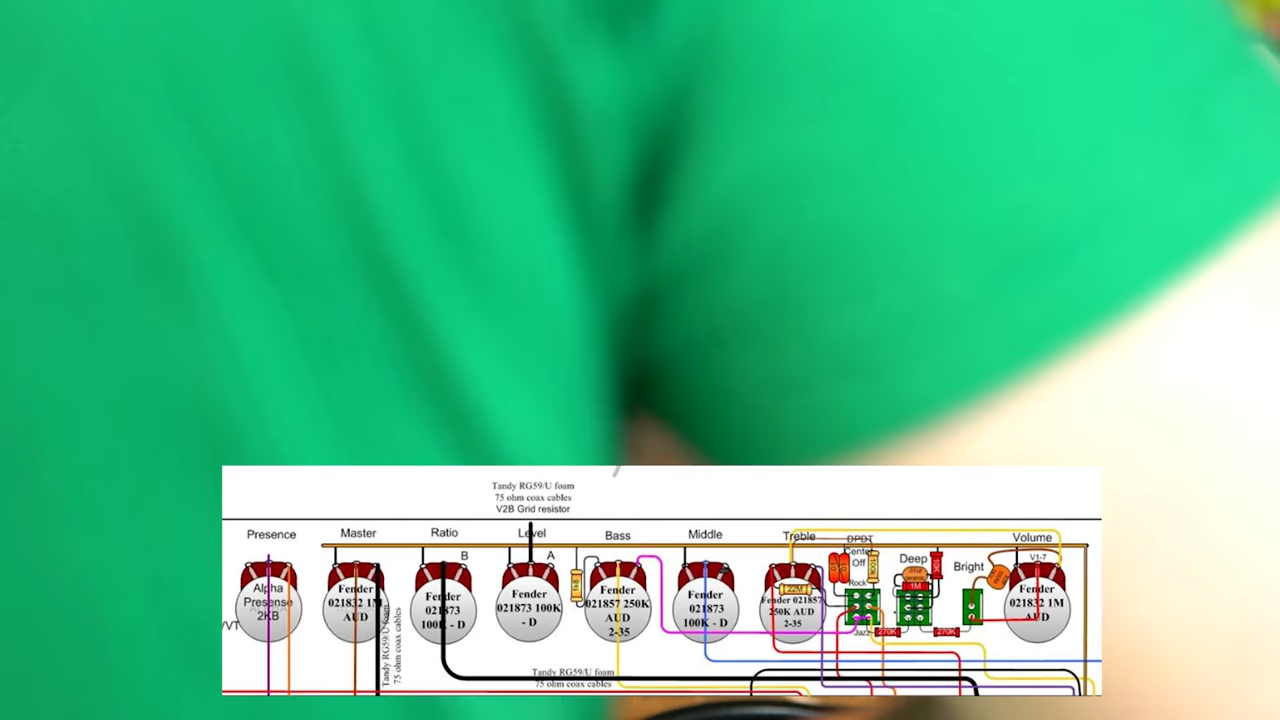 Tandy RG59/U foam
75 ohm coax cables
V2B Grid resistor
Presence
Master
Ratio
Level
Bass
Middle
Treble
DPDT
Center
Off
Deep
Bright
Volume
B
A
V1-7
Alpha
Presense
2KB
Fender
021832 1M
AUD
Fender
021873
100K - D
Fender
021873 100K
- D
Fender
021857 250K
AUD
2-35
Fender
021873
100K - D
22M
Fender 021857
250K AUD
2-35
Rock
Jazz
100K
1M
10K
270K
270K
Fender
021832 1M
AUD
/VT
Tandy RG59/U foam
75 ohm coax cables
Tandy RG59/U foam
75 ohm coax cables